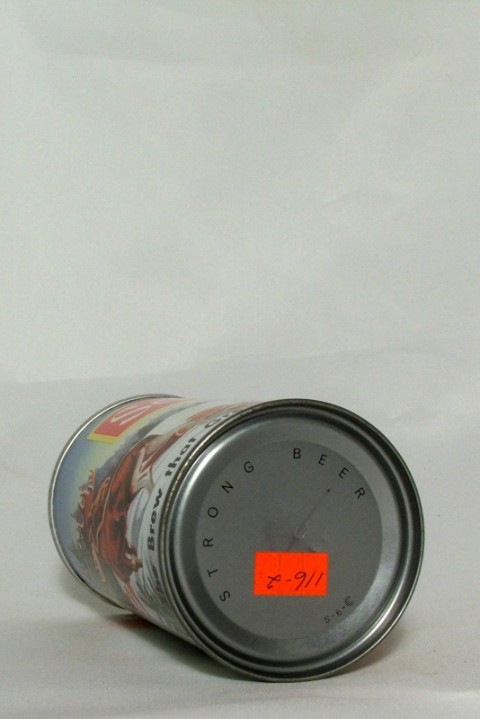 STRONG BEER
116-2
Brew that G